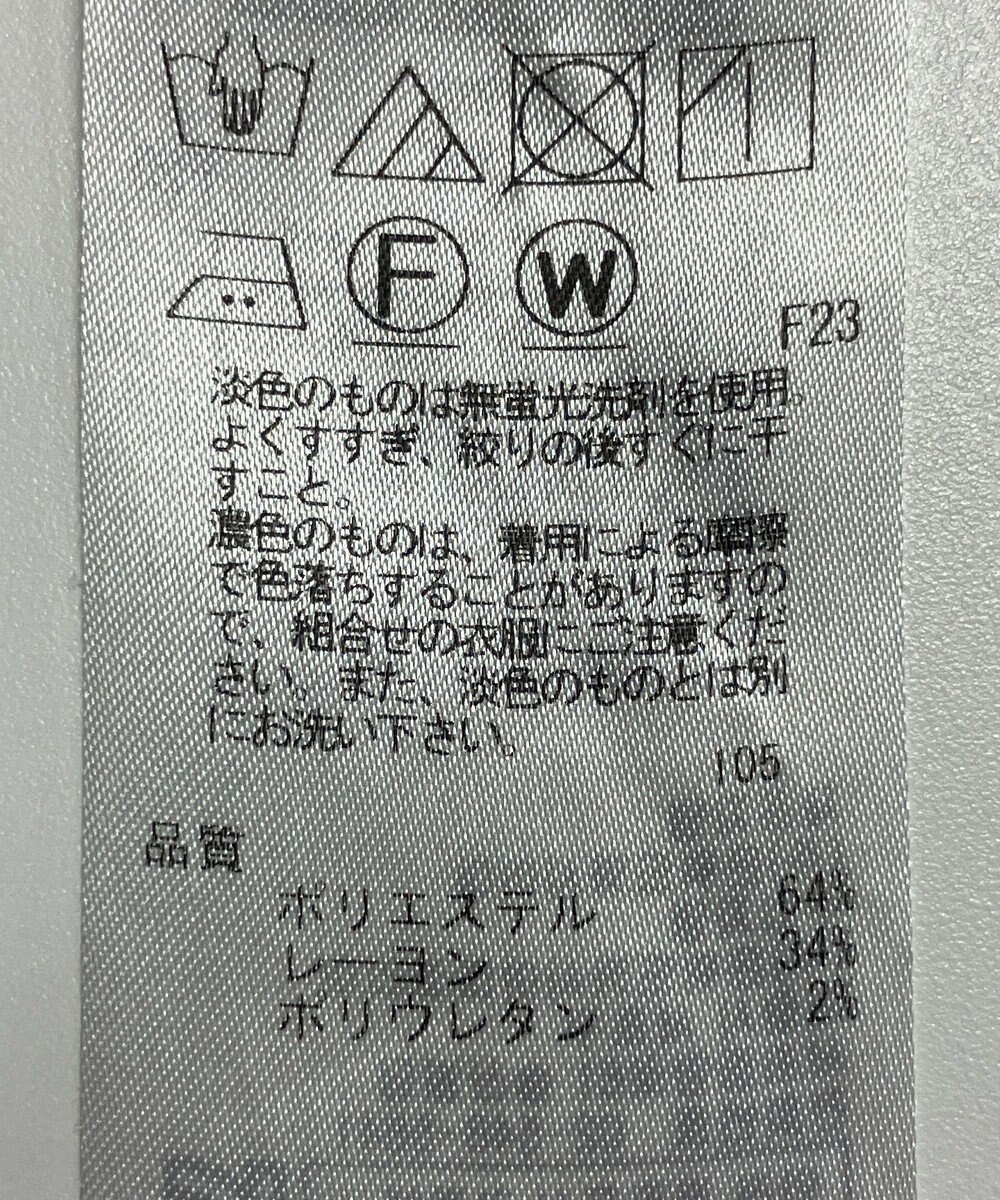 F W
F23
淡色のものは無蛍光洗剤を使用。
よくすすぎ、絞りの後すぐに干
すこと。
濃色のものは、着用による摩擦
で色落ちすることがありますの
で、組合せの衣服にご注意くだ
さい。また、淡色のものとは別
にお洗い下さい。
105
品質
ポリエステル 64%
レーヨン 34%
ポリウレタン 2%